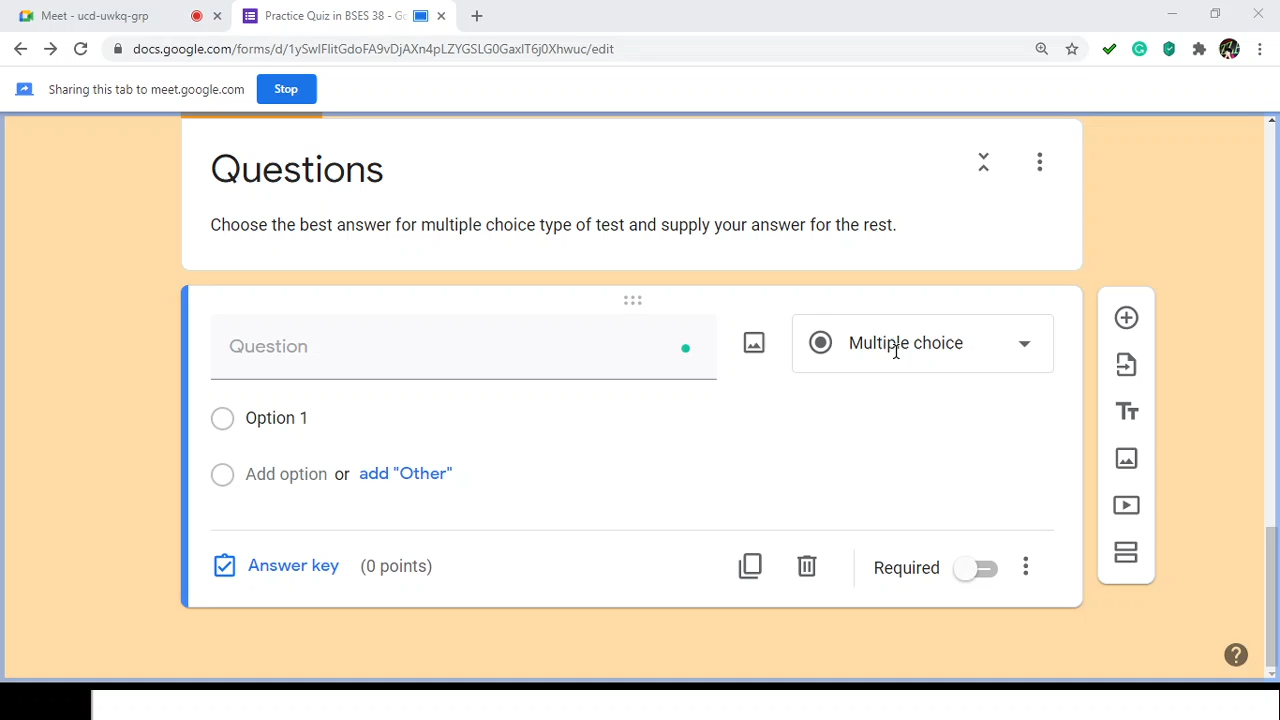 Meet - ucd-uwkq-grp
Practice Quiz in BSES 38 - Go
docs.google.com/forms/d/1ySwIFlitGdoFA9vDjAXn4pLZYGSLG0GaxlT6j0Xhwuc/edit
Sharing this tab to meet.google.com
Stop
Questions
Choose the best answer for multiple choice type of test and supply your answer for the rest.
Question
Multiple choice
Option 1
Add option or add "Other"
Answer key (0 points)
Required